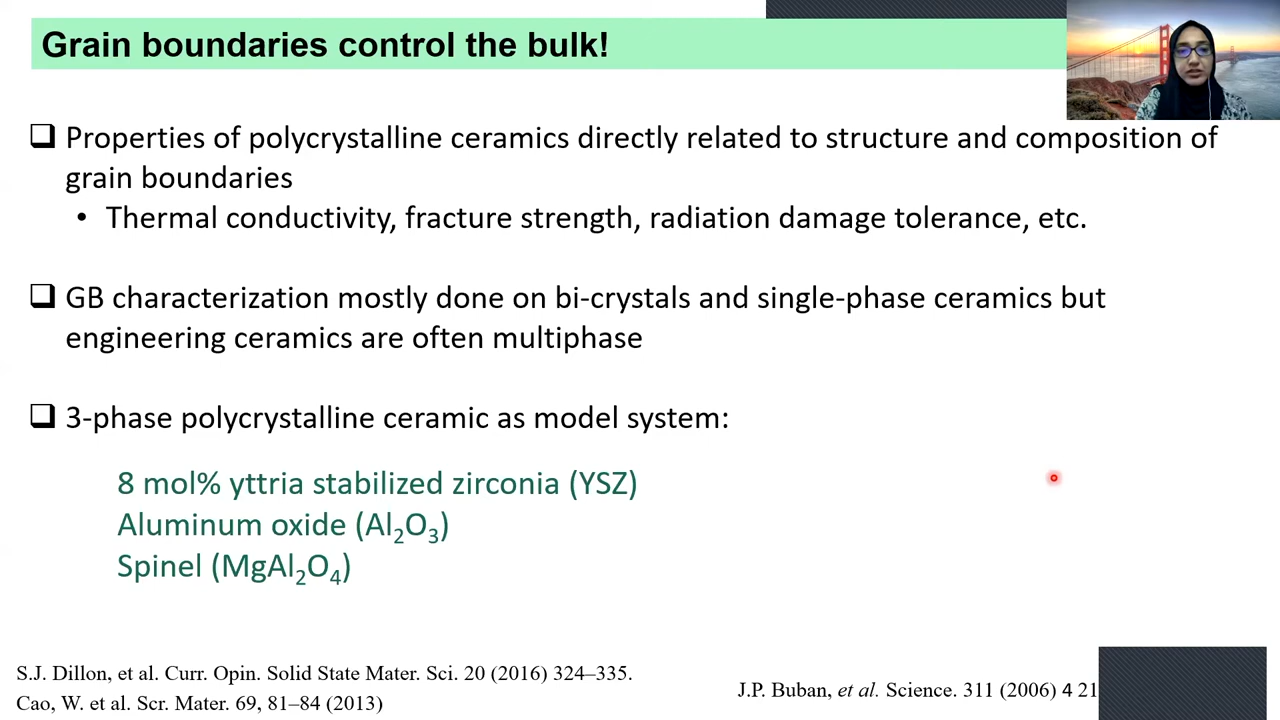 Grain boundaries control the bulk!
❑ Properties of polycrystalline ceramics directly related to structure and composition of
grain boundaries
• Thermal conductivity, fracture strength, radiation damage tolerance, etc.
❑ GB characterization mostly done on bi-crystals and single-phase ceramics but
engineering ceramics are often multiphase
❑ 3-phase polycrystalline ceramic as model system:
8 mol% yttria stabilized zirconia (YSZ)
Aluminum oxide (Al₂O₃)
Spinel (MgAl₂O₄)
S.J. Dillon, et al. Curr. Opin. Solid State Mater. Sci. 20 (2016) 324–335.
Cao, W. et al. Scr. Mater. 69, 81–84 (2013)
J.P. Buban, et al. Science. 311 (2006) 4 21